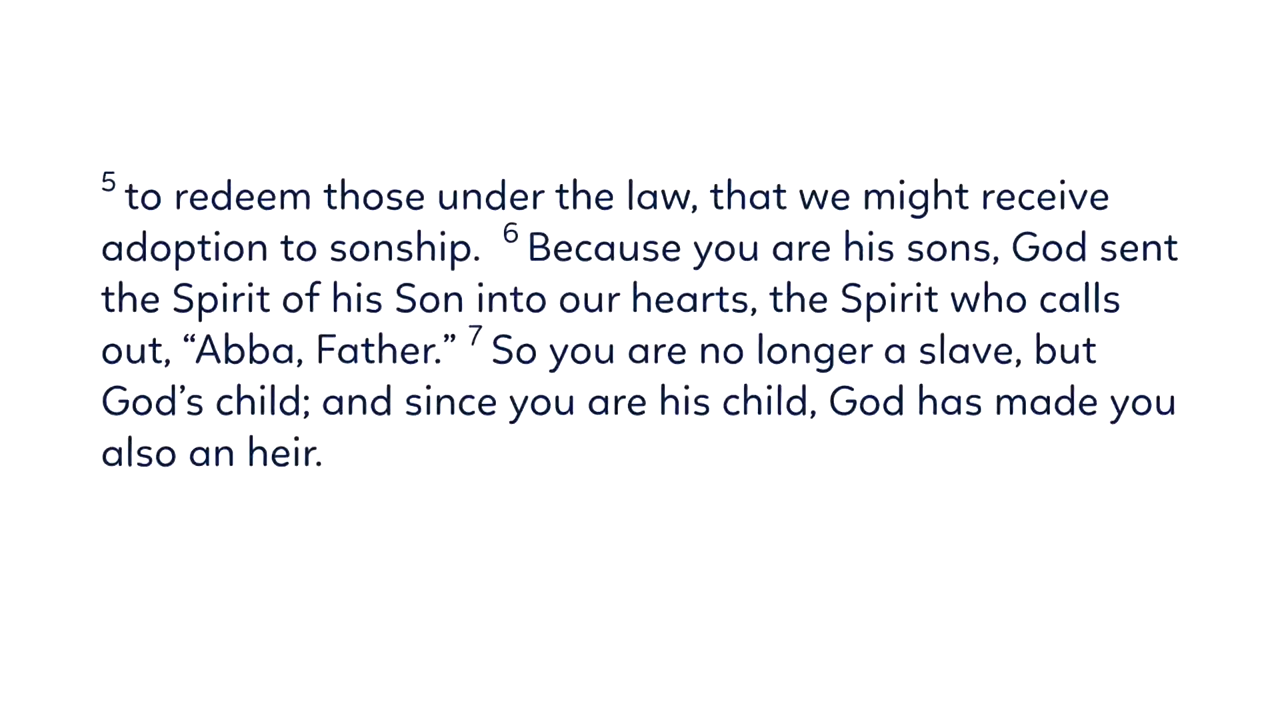 5 to redeem those under the law, that we might receive
adoption to sonship. 6 Because you are his sons, God sent
the Spirit of his Son into our hearts, the Spirit who calls
out, “Abba, Father.” 7 So you are no longer a slave, but
God’s child; and since you are his child, God has made you
also an heir.